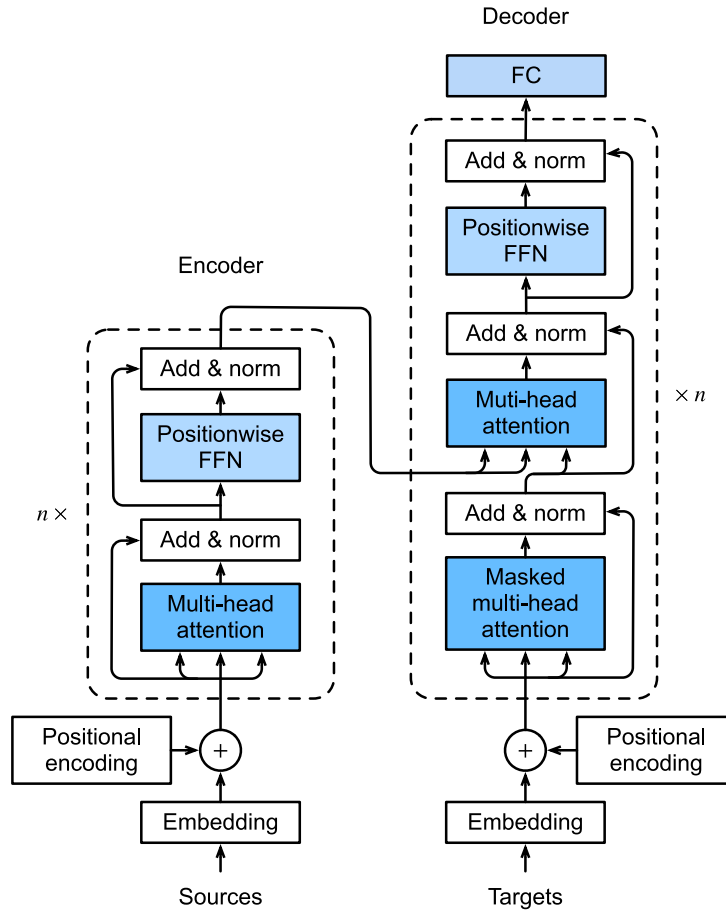 Decoder
FC
Add & norm
Positionwise
FFN
Add & norm
Muti-head
attention
× n
Add & norm
Masked
multi-head
attention
Positional
encoding
+
Embedding
Targets
Encoder
Add & norm
Positionwise
FFN
n ×
Add & norm
Multi-head
attention
Positional
encoding
+
Embedding
Sources